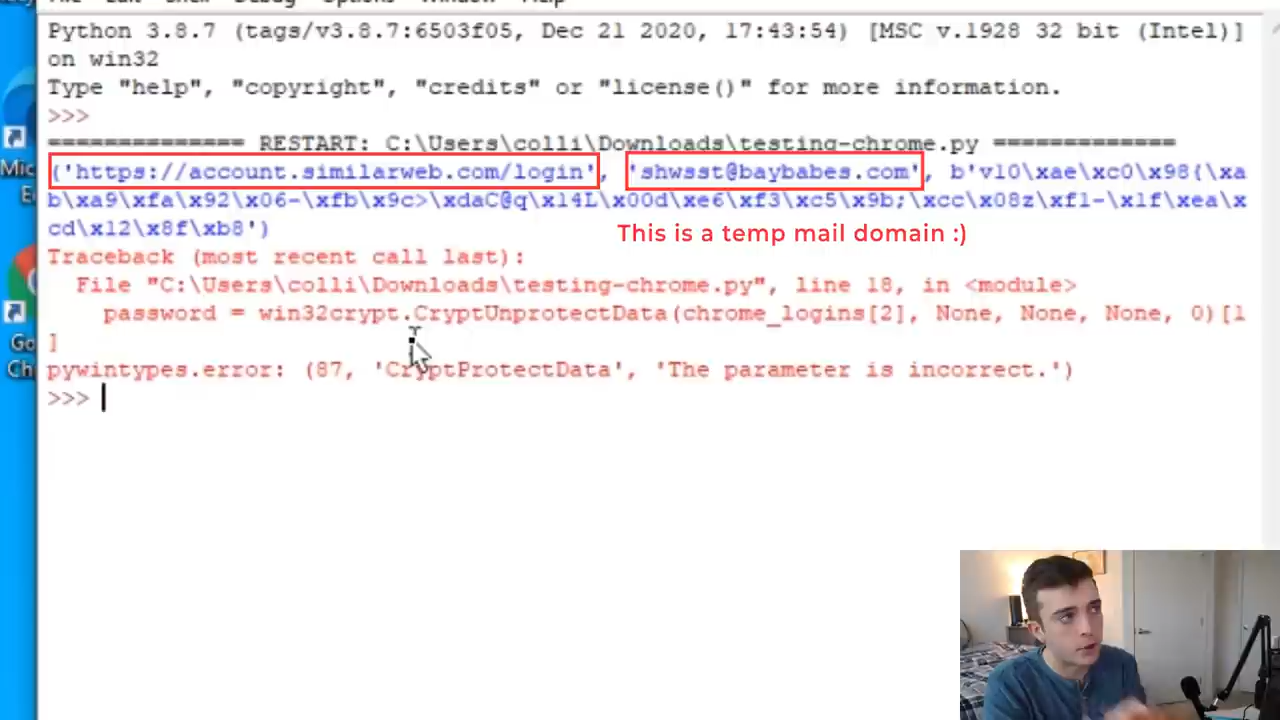 Python 3.8.7 (tags/v3.8.7:6503f05, Dec 21 2020, 17:43:54) [MSC v.1928 32 bit (Intel)]
on win32
Type "help", "copyright", "credits" or "license()" for more information.
>>>
============== RESTART: C:\Users\colli\Downloads\testing-chrome.py =============
('https://account.similarweb.com/login', 'shwsst@baybabes.com', b'v10\xae\xc0\x98{\xa
b\xa9\xfa\x92\x06-\xfb\x9c>\xdaC@q\x14L\x00d\xe6\xf3\xc5\x9b;\xcc\x08z\xf1-\x1f\xea\x
cd\x12\x8f\xb8')
This is a temp mail domain :)
Traceback (most recent call last):
File "C:\Users\colli\Downloads\testing-chrome.py", line 18, in <module>
password = win32crypt.CryptUnprotectData(chrome_logins[2], None, None, None, 0)[1
]
pywintypes.error: (87, 'CryptProtectData', 'The parameter is incorrect.')
>>>